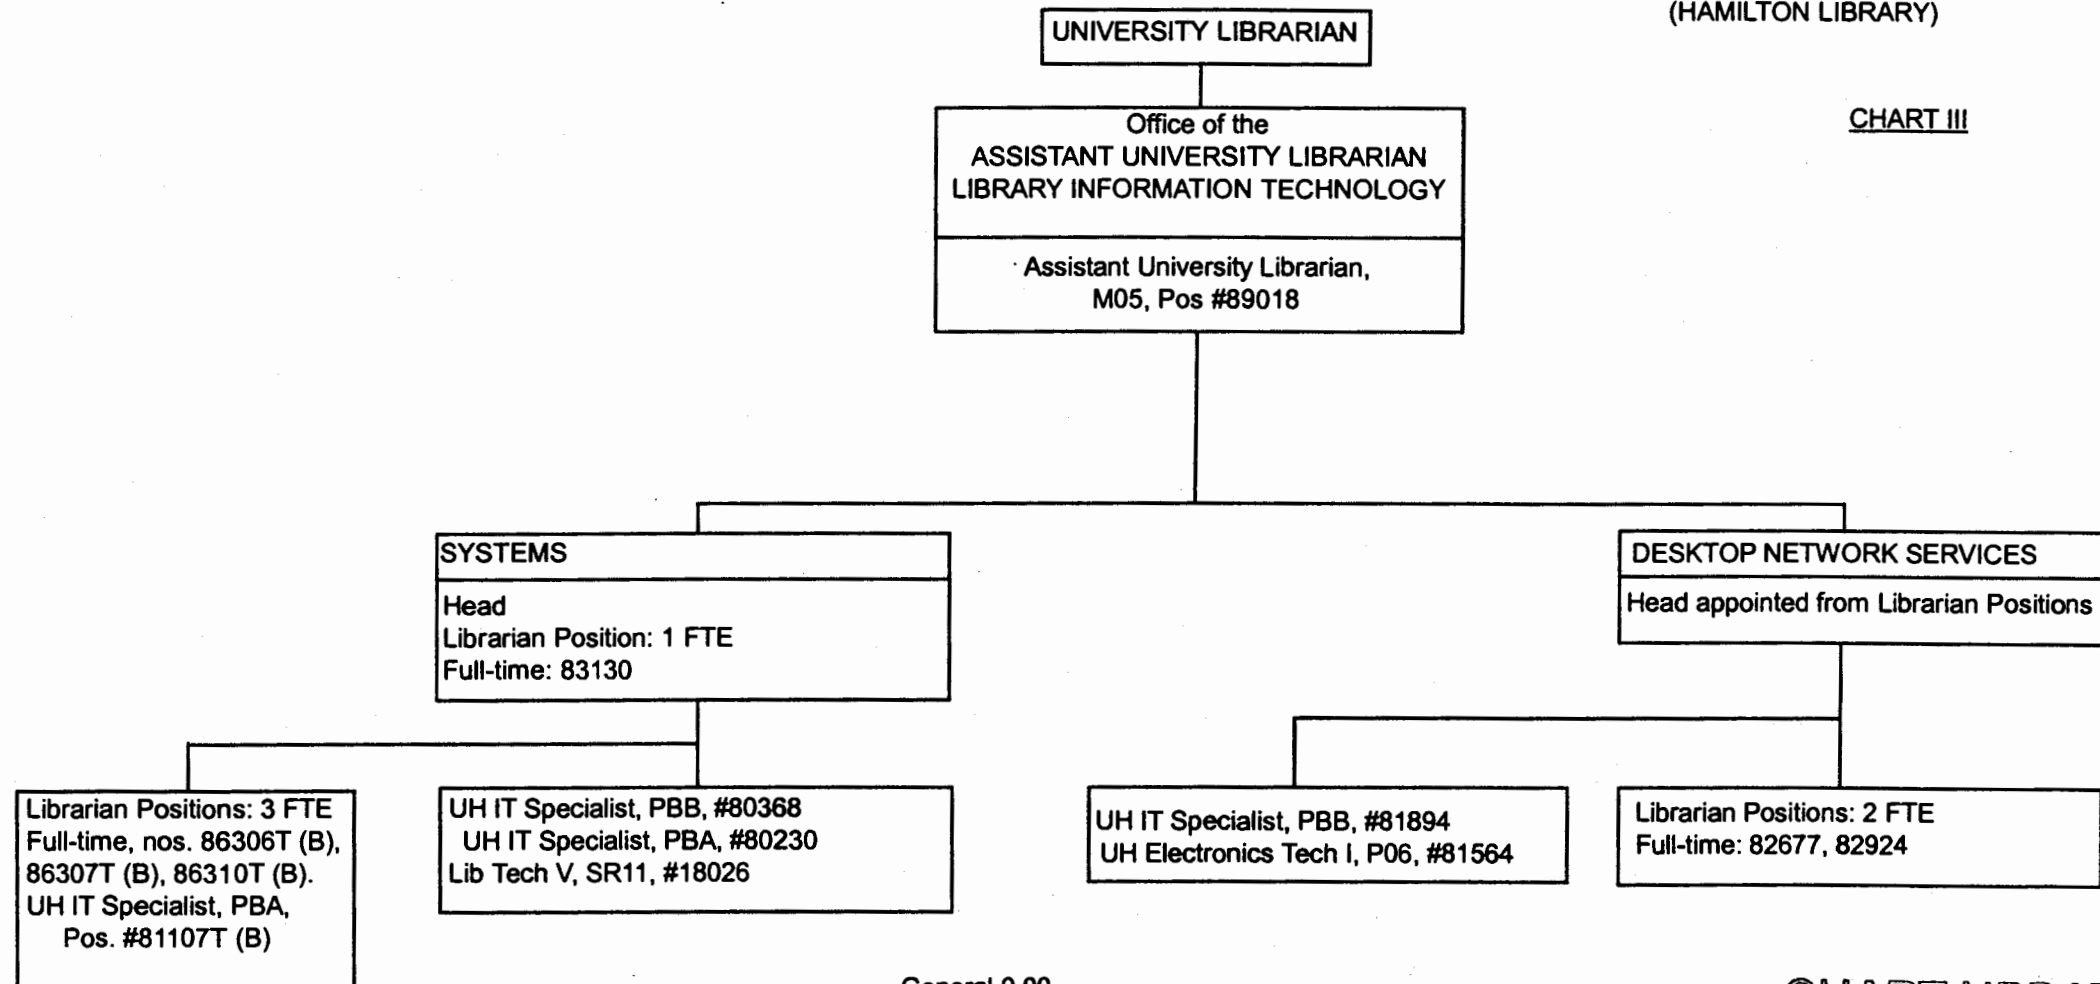 (HAMILTON LIBRARY)
UNIVERSITY LIBRARIAN
CHART III
Office of the
ASSISTANT UNIVERSITY LIBRARIAN
LIBRARY INFORMATION TECHNOLOGY
Assistant University Librarian,
M05, Pos #89018
SYSTEMS
Head
Librarian Position: 1 FTE
Full-time: 83130
DESKTOP NETWORK SERVICES
Head appointed from Librarian Positions
Librarian Positions: 3 FTE
Full-time, nos. 86306T (B),
86307T (B), 86310T (B).
UH IT Specialist, PBA,
Pos. #81107T (B)
UH IT Specialist, PBB, #80368
UH IT Specialist, PBA, #80230
Lib Tech V, SR11, #18026
UH IT Specialist, PBB, #81894
UH Electronics Tech I, P06, #81564
Librarian Positions: 2 FTE
Full-time: 82677, 82924